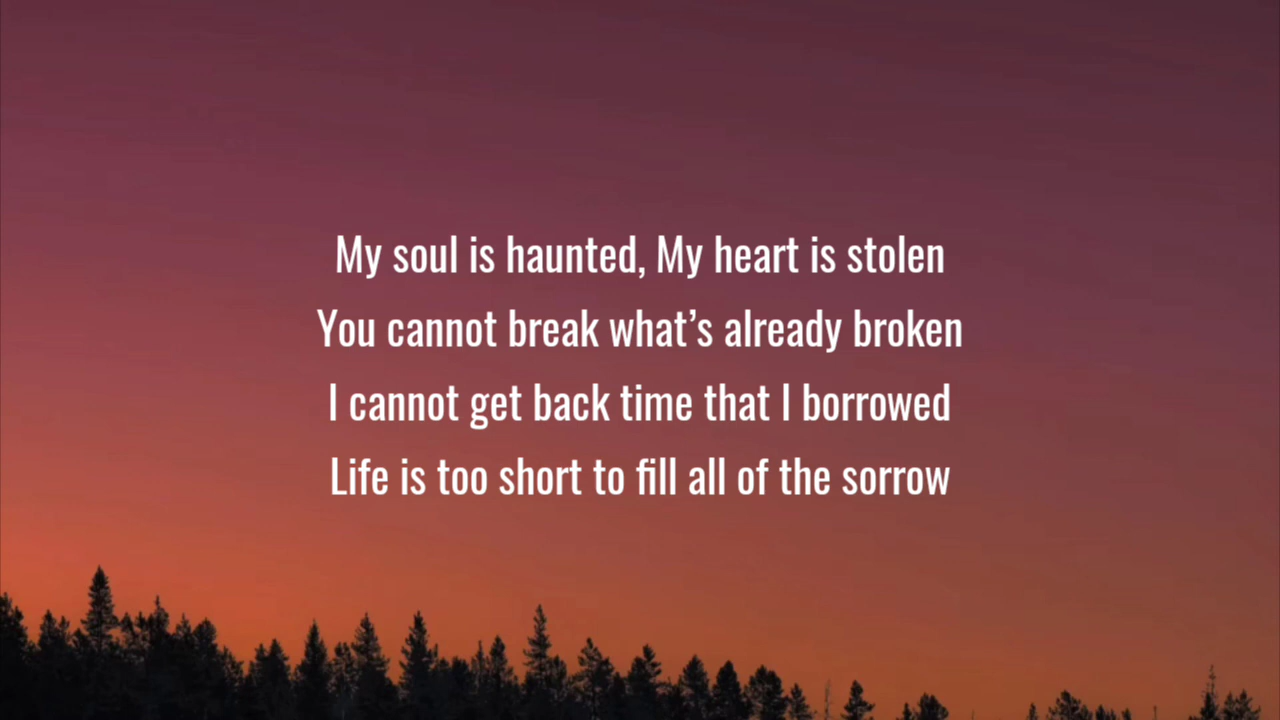 My soul is haunted, My heart is stolen
You cannot break what’s already broken
I cannot get back time that I borrowed
Life is too short to fill all of the sorrow